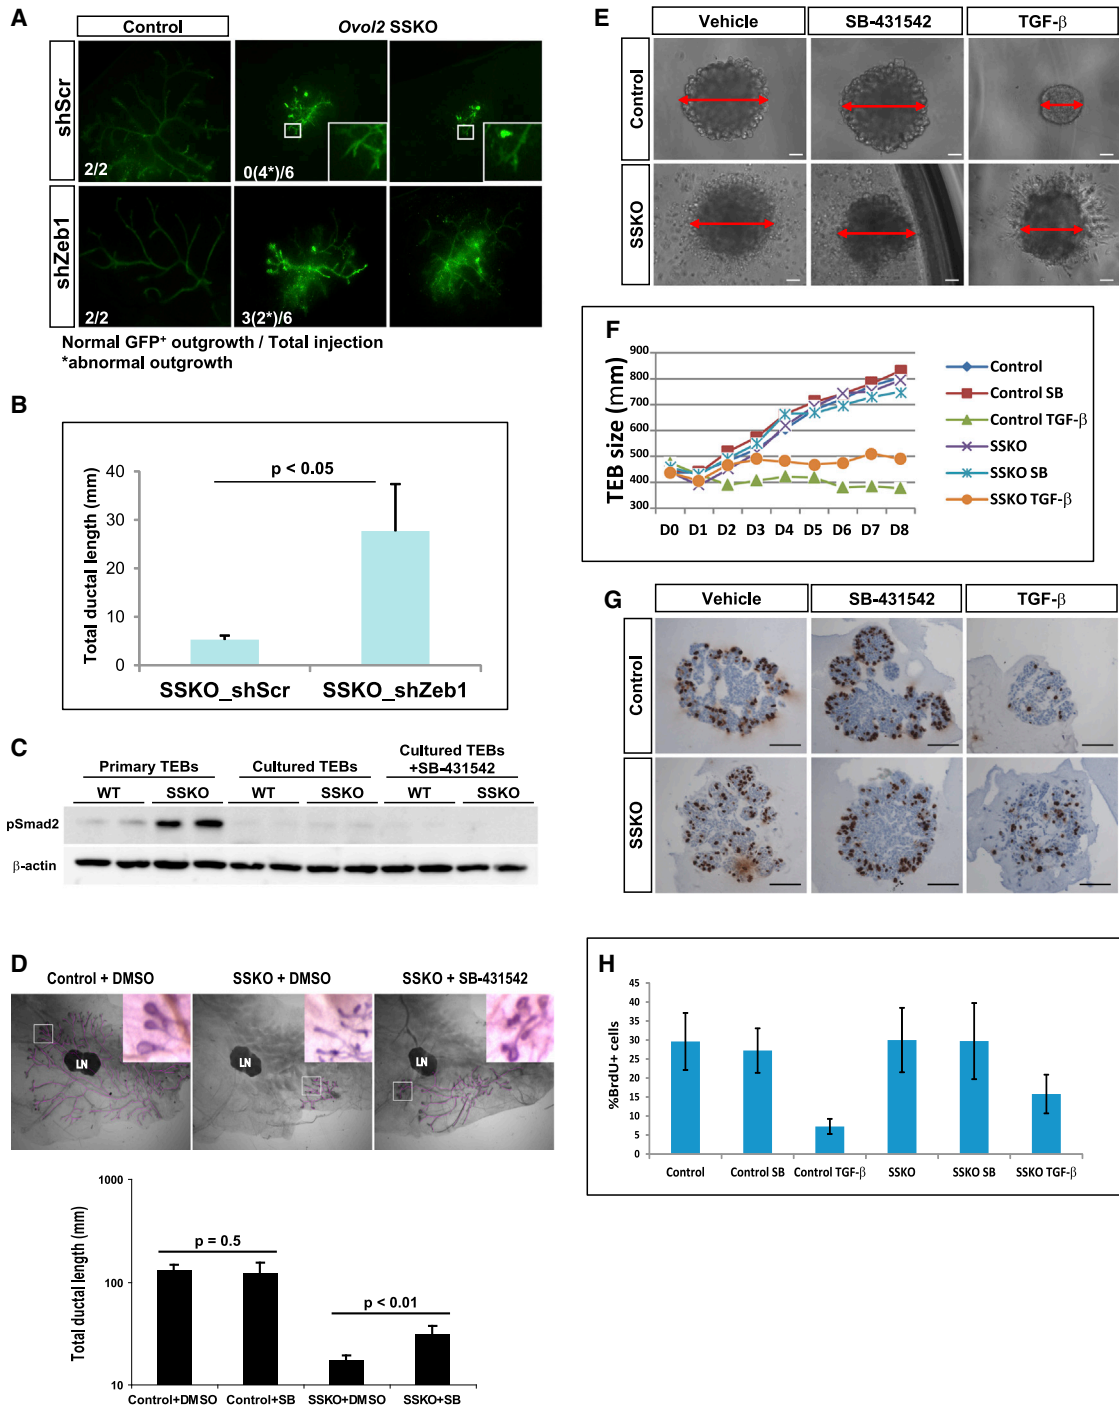 A
Control
Ovol2 SSKO
shScr
2/2
0(4*)/6
shZeb1
2/2
3(2*)/6
Normal GFP⁺ outgrowth / Total injection
*abnormal outgrowth
B
Total ductal length (mm)
40
30
20
10
0
p < 0.05
SSKO_shScr
SSKO_shZeb1
C
Primary TEBs
Cultured TEBs
Cultured TEBs
+SB-431542
WT
SSKO
WT
SSKO
WT
SSKO
pSmad2
β-actin
D
Control + DMSO
SSKO + DMSO
SSKO + SB-431542
LN
LN
LN
Total ductal length (mm)
1000
100
10
p = 0.5
p < 0.01
Control+DMSO
Control+SB
SSKO+DMSO
SSKO+SB
E
Vehicle
SB-431542
TGF-β
Control
SSKO
F
TEB size (mm)
900
800
700
600
500
400
300
D0 D1 D2 D3 D4 D5 D6 D7 D8
Control
Control SB
Control TGF-β
SSKO
SSKO SB
SSKO TGF-β
G
Vehicle
SB-431542
TGF-β
Control
SSKO
H
%BrdU+ cells
45
40
35
30
25
20
15
10
5
0
Control
Control SB
Control TGF-β
SSKO
SSKO SB
SSKO TGF-β